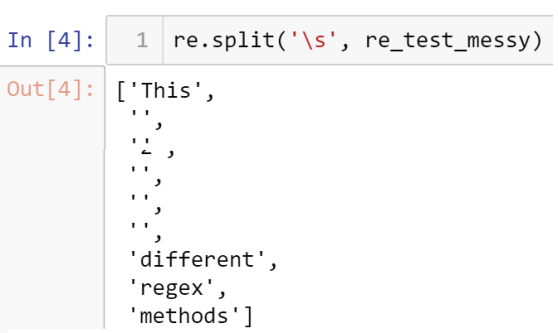 In [4]: 1 re.split('\s', re_test_messy)
Out[4]: ['This',
'',
'',
'',
'',
'',
'different',
'regex',
'methods']